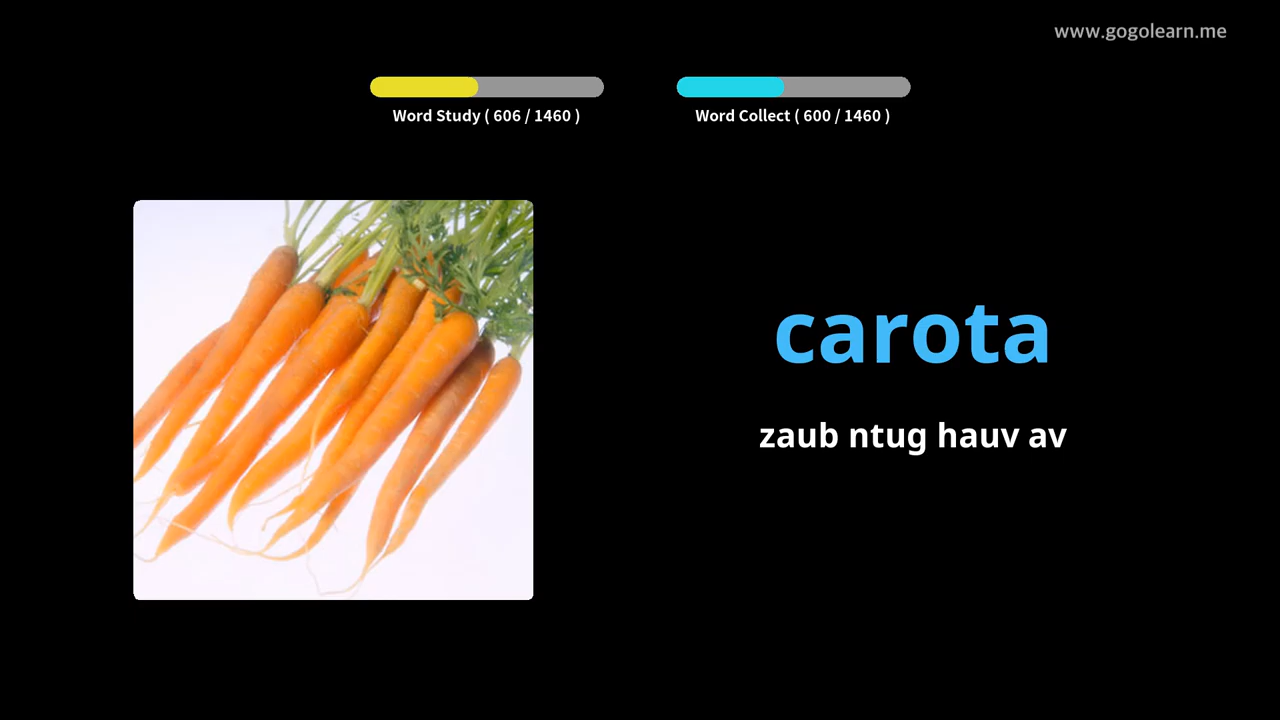 www.gogolearn.me
Word Study ( 606 / 1460 )
Word Collect ( 600 / 1460 )
carota
zaub ntug hauv av